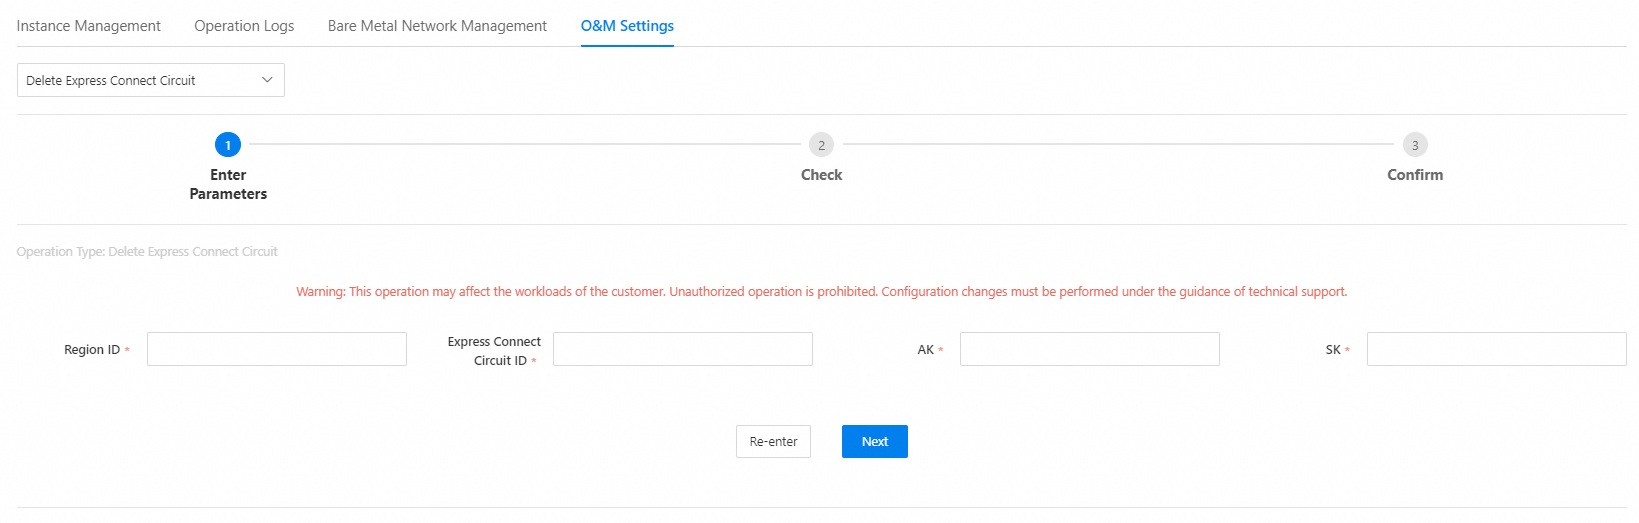 Instance Management Operation Logs Bare Metal Network Management O&M Settings
Delete Express Connect Circuit
1 2 3
Enter Parameters Check Confirm
Operation Type: Delete Express Connect Circuit
Warning: This operation may affect the workloads of the customer. Unauthorized operation is prohibited. Configuration changes must be performed under the guidance of technical support.
Region ID *
Express Connect
Circuit ID *
AK *
SK *
Re-enter Next